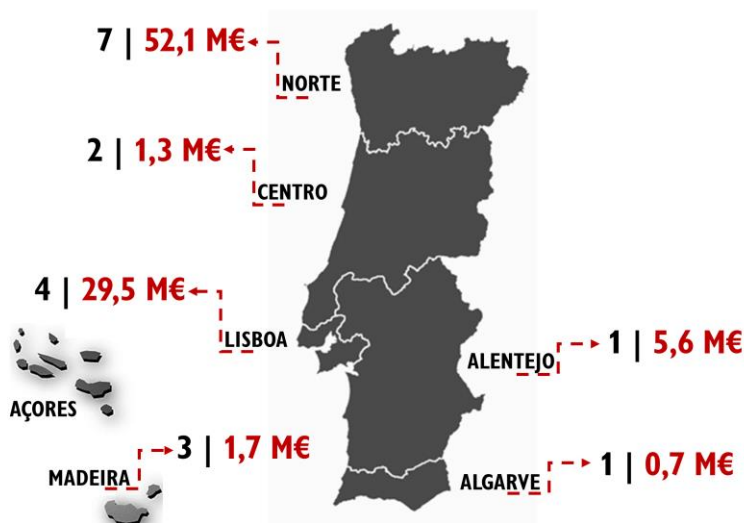 7 | 52,1 M€
NORTE
2 | 1,3 M€
CENTRO
4 | 29,5 M€
LISBOA
1 | 5,6 M€
ALENTEJO
AÇORES
3 | 1,7 M€
MADEIRA
1 | 0,7 M€
ALGARVE